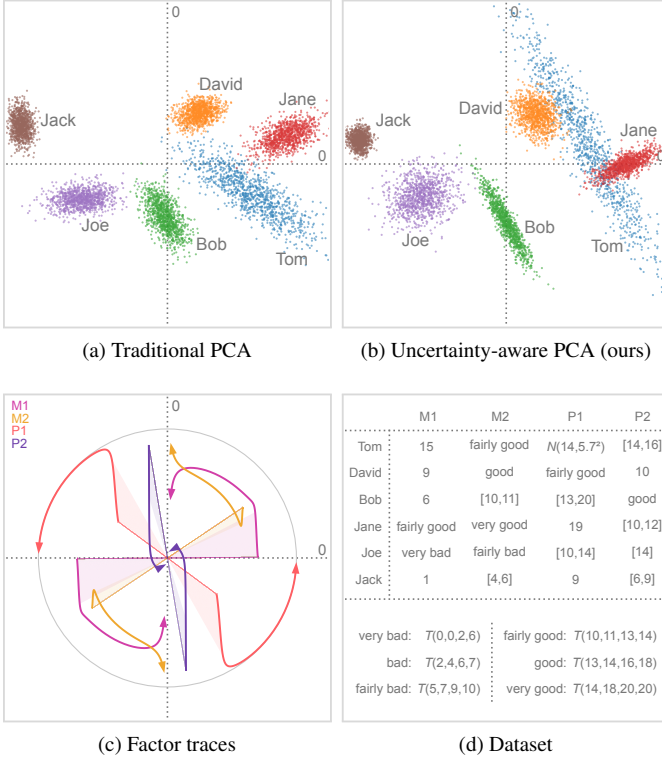 0
David
Jane
Jack
0
Joe
Bob
Tom
(a) Traditional PCA
0
David
Jack
Jane
Joe
Bob
Tom
(b) Uncertainty-aware PCA (ours)
M1
M2
P1
P2
0
0
(c) Factor traces
M1 M2 P1 P2
Tom 15 fairly good N(14,5.7²) [14,16]
David 9 good fairly good 10
Bob 6 [10,11] [13,20] good
Jane fairly good very good 19 [10,12]
Joe very bad fairly bad [10,14] [14]
Jack 1 [4,6] 9 [6,9]
very bad: T(0,0,2,6) fairly good: T(10,11,13,14)
bad: T(2,4,6,7) good: T(13,14,16,18)
fairly bad: T(5,7,9,10) very good: T(14,18,20,20)
(d) Dataset